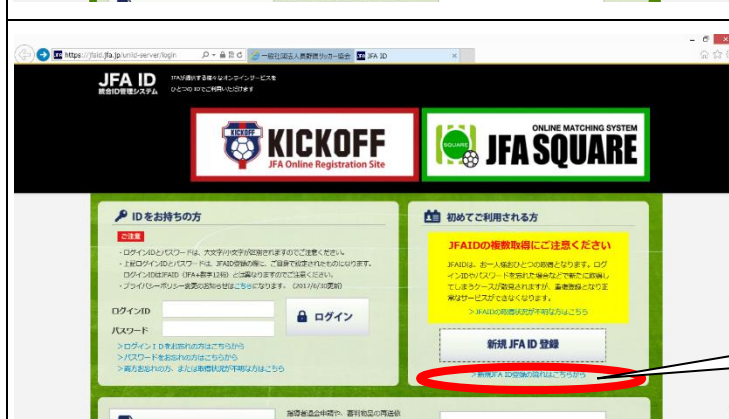 https://jfaid.jfa.jp/unid-server/login
一般社団法人長野県サッカー協会
JFA ID
JFA ID
統合ID管理システム
JFAが提供する様々なオンラインサービスを
ひとつの IDでご利用いただけます
KICKOFF
KICKOFF
JFA Online Registration Site
SQUARE
ONLINE MATCHING SYSTEM
JFA SQUARE
IDをお持ちの方
ご注意
・ログインIDとパスワードは、大文字/小文字が区別されますのでご注意ください。
・上記ログインIDとパスワードは、JFAID登録の際に、ご自身で設定されたものになります。
ログインIDはJFAID（JFA+数字12桁）とは異なりますのでご注意ください。
・プライバシーポリシー変更のお知らせはこちらになります。（2017/6/30更新）
ログインID
パスワード
ログイン
>ログインＩＤをお忘れの方はこちらから
>パスワードをお忘れの方はこちらから
>両方お忘れの方、または取得状況が不明な方はこちら
初めてご利用される方
JFAIDの複数取得にご注意ください
JFAIDは、お一人様おひとつの取得となります。ログ
インIDやパスワードを忘れた場合などで新たに取得し
てしまうケースが散見されますが、重複登録となり正
常なサービスができなくなります。
>JFAIDの取得状況が不明な方はこちら
新規 JFA ID 登録
>新規JFA ID登録の流れはこちらから